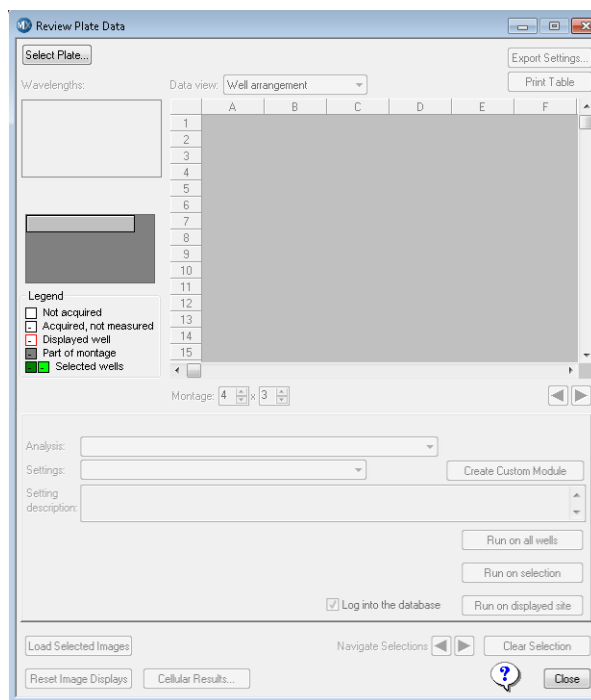 Review Plate Data
Select Plate...
Export Settings...
Wavelengths:
Data view: Well arrangement
Print Table
A B C D E F
1
2
3
4
5
6
7
8
9
10
11
12
13
14
15
Legend
Not acquired
Acquired, not measured
Displayed well
Part of montage
Selected wells
Montage: 4 x 3
Analysis:
Settings:
Create Custom Module
Setting
description:
Run on all wells
Run on selection
Log into the database
Run on displayed site
Load Selected Images
Navigate Selections
Clear Selection
Reset Image Displays
Cellular Results...
?
Close